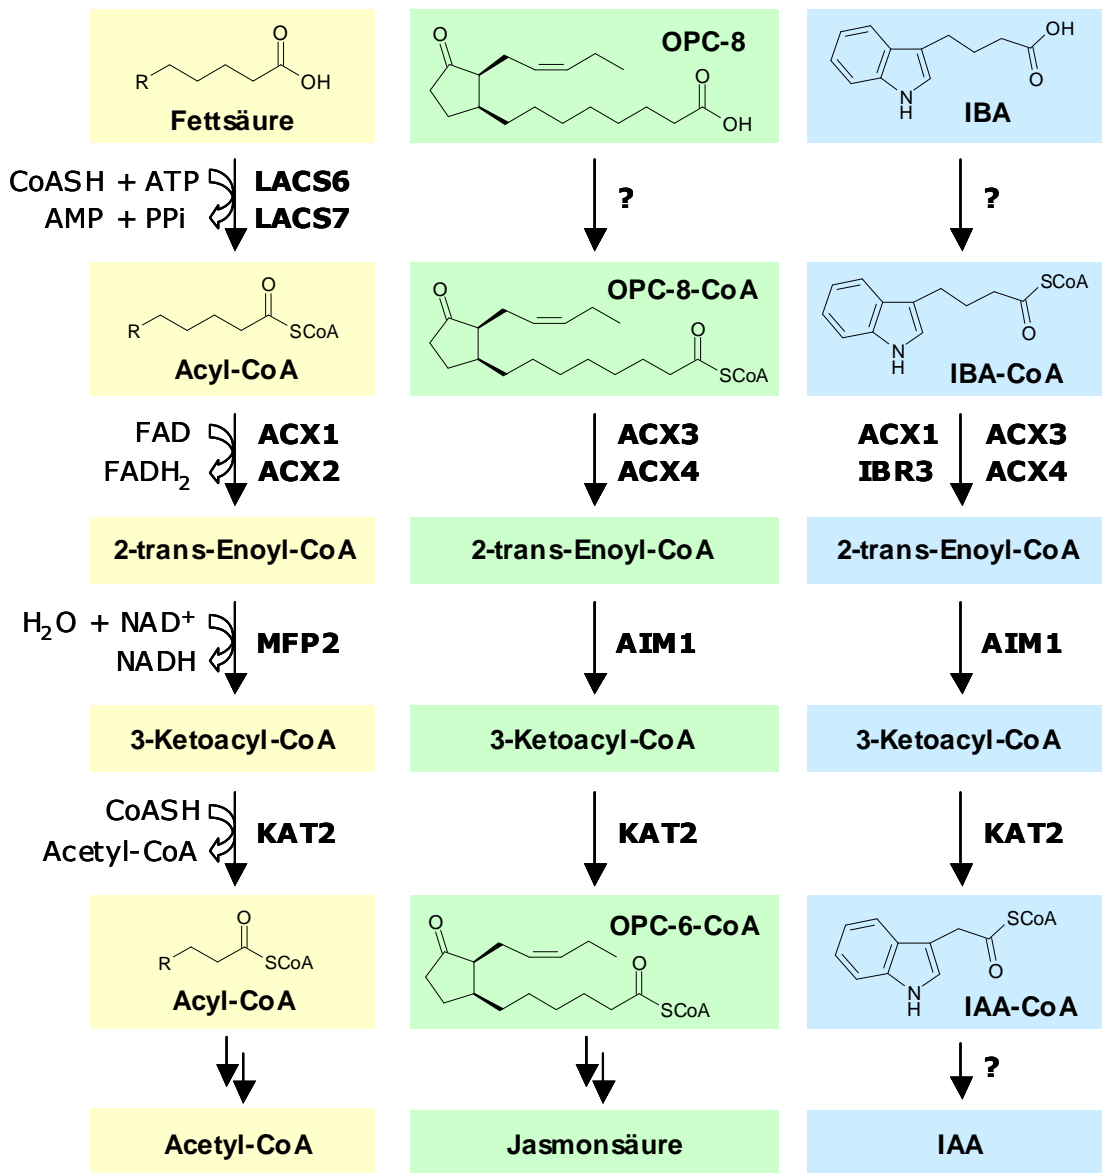 O
OH
R
Fettsäure
O
OPC-8
O
OH
OH
O
N
H
IBA
CoASH + ATP
LACS6
AMP + PPi
LACS7
?
?
O
R
SCoA
Acyl-CoA
O
OPC-8-CoA
O
SCoA
SCoA
O
N
H
IBA-CoA
FAD
ACX1
FADH₂
ACX2
ACX3
ACX4
ACX1
ACX3
IBR3
ACX4
2-trans-Enoyl-CoA
2-trans-Enoyl-CoA
2-trans-Enoyl-CoA
H₂O + NAD⁺
NADH
MFP2
AIM1
AIM1
3-Ketoacyl-CoA
3-Ketoacyl-CoA
3-Ketoacyl-CoA
CoASH
Acetyl-CoA
KAT2
KAT2
KAT2
O
R
SCoA
Acyl-CoA
O
OPC-6-CoA
O
SCoA
SCoA
O
N
H
IAA-CoA
?
Acetyl-CoA
Jasmonsäure
IAA